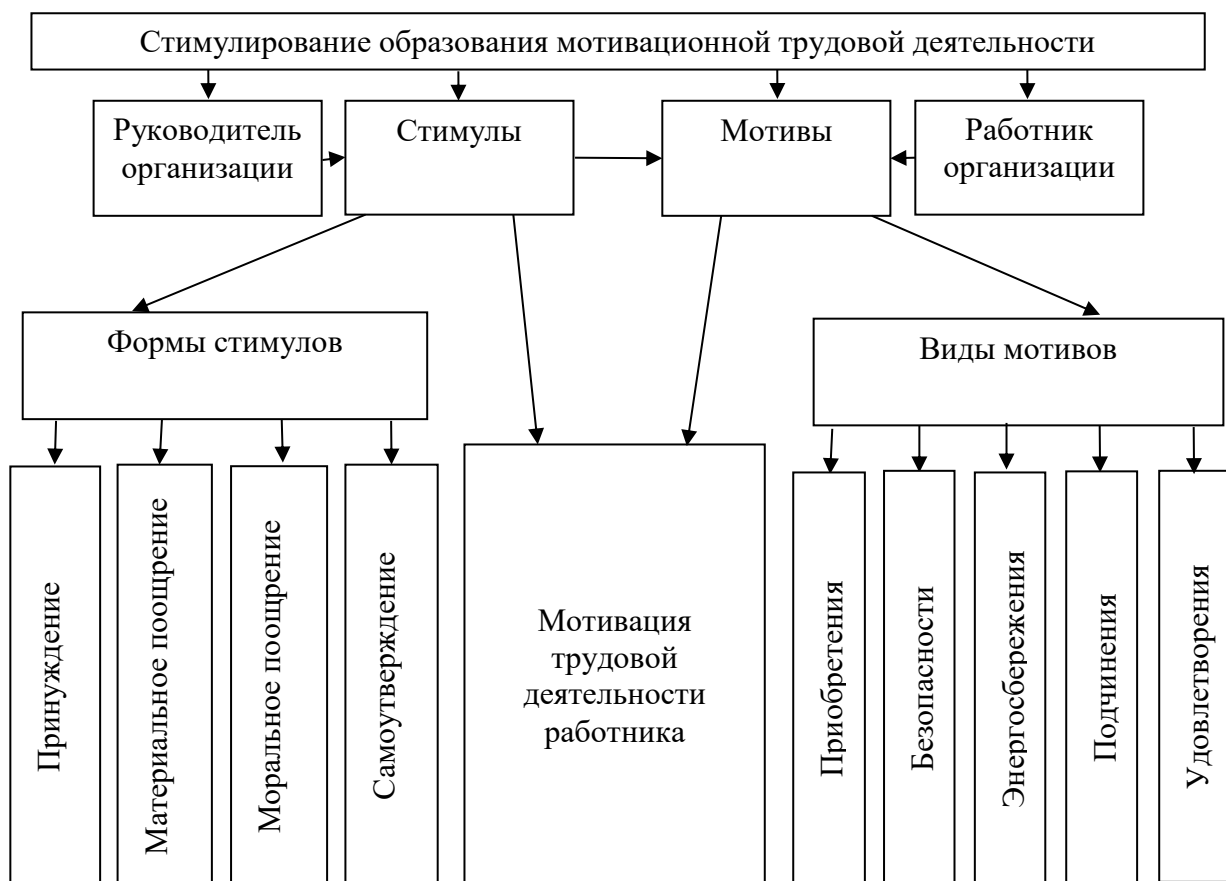 Стимулирование образования мотивационной трудовой деятельности
Руководитель
организации
Стимулы
Мотивы
Работник
организации
Формы стимулов
Виды мотивов
Принуждение
Материальное поощрение
Моральное поощрение
Самоутверждение
Мотивация
трудовой
деятельности
работника
Приобретения
Безопасности
Энергосбережения
Подчинения
Удовлетворения